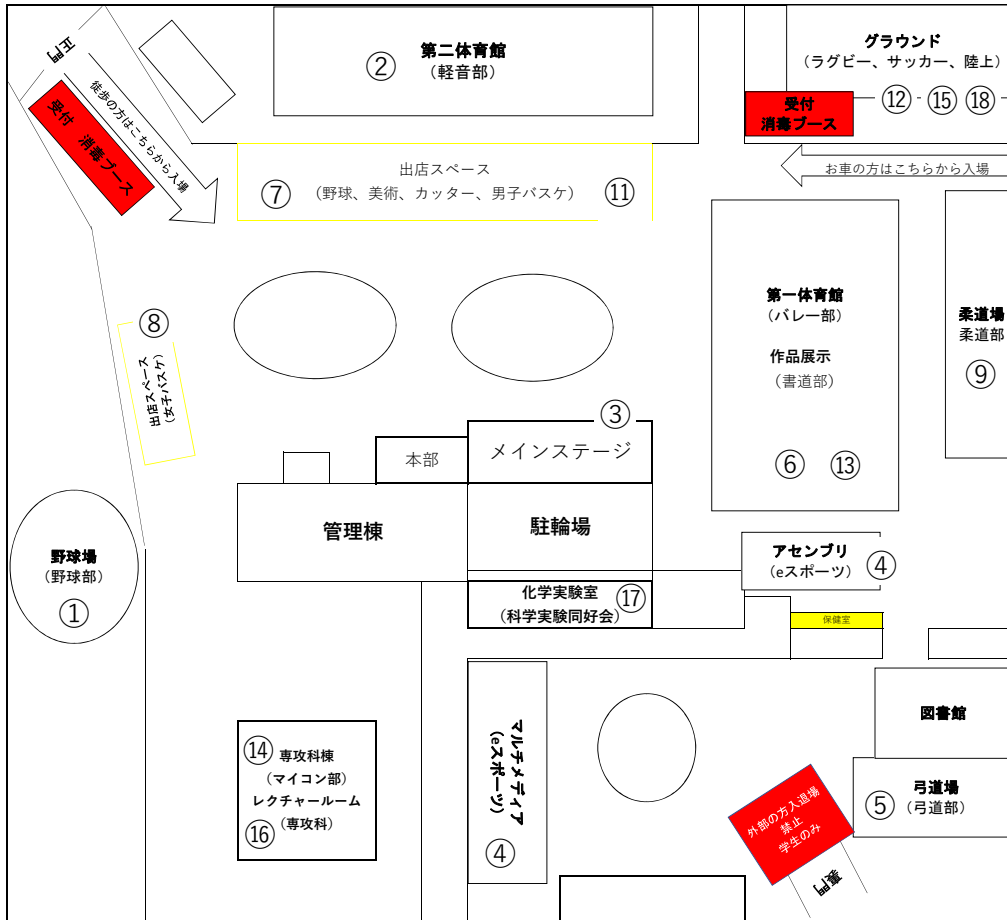 正門
受付　消毒ブース
徒歩の方はこちらから入場
② 第二体育館
（軽音部）
グラウンド
（ラグビー、サッカー、陸上）
⑫ ⑮ ⑱
受付
消毒ブース
お車の方はこちらから入場
出店スペース
⑦ （野球、美術、カッター、男子バスケ） ⑪
第一体育館
（バレー部）
作品展示
（書道部）
⑥ ⑬
柔道場
柔道部
⑨
⑧
出店スペース
（女子バスケ）
③
メインステージ
本部
管理棟
駐輪場
野球場
（野球部）
①
アセンブリ
（eスポーツ） ④
化学実験室 ⑰
（科学実験同好会）
保健室
図書館
マルチメディア
（eスポーツ）
④
⑭ 専攻科棟
（マイコン部）
レクチャールーム
⑯ （専攻科）
弓道場
⑤ （弓道部）
外部の方入退場
禁止
学生のみ
裏門